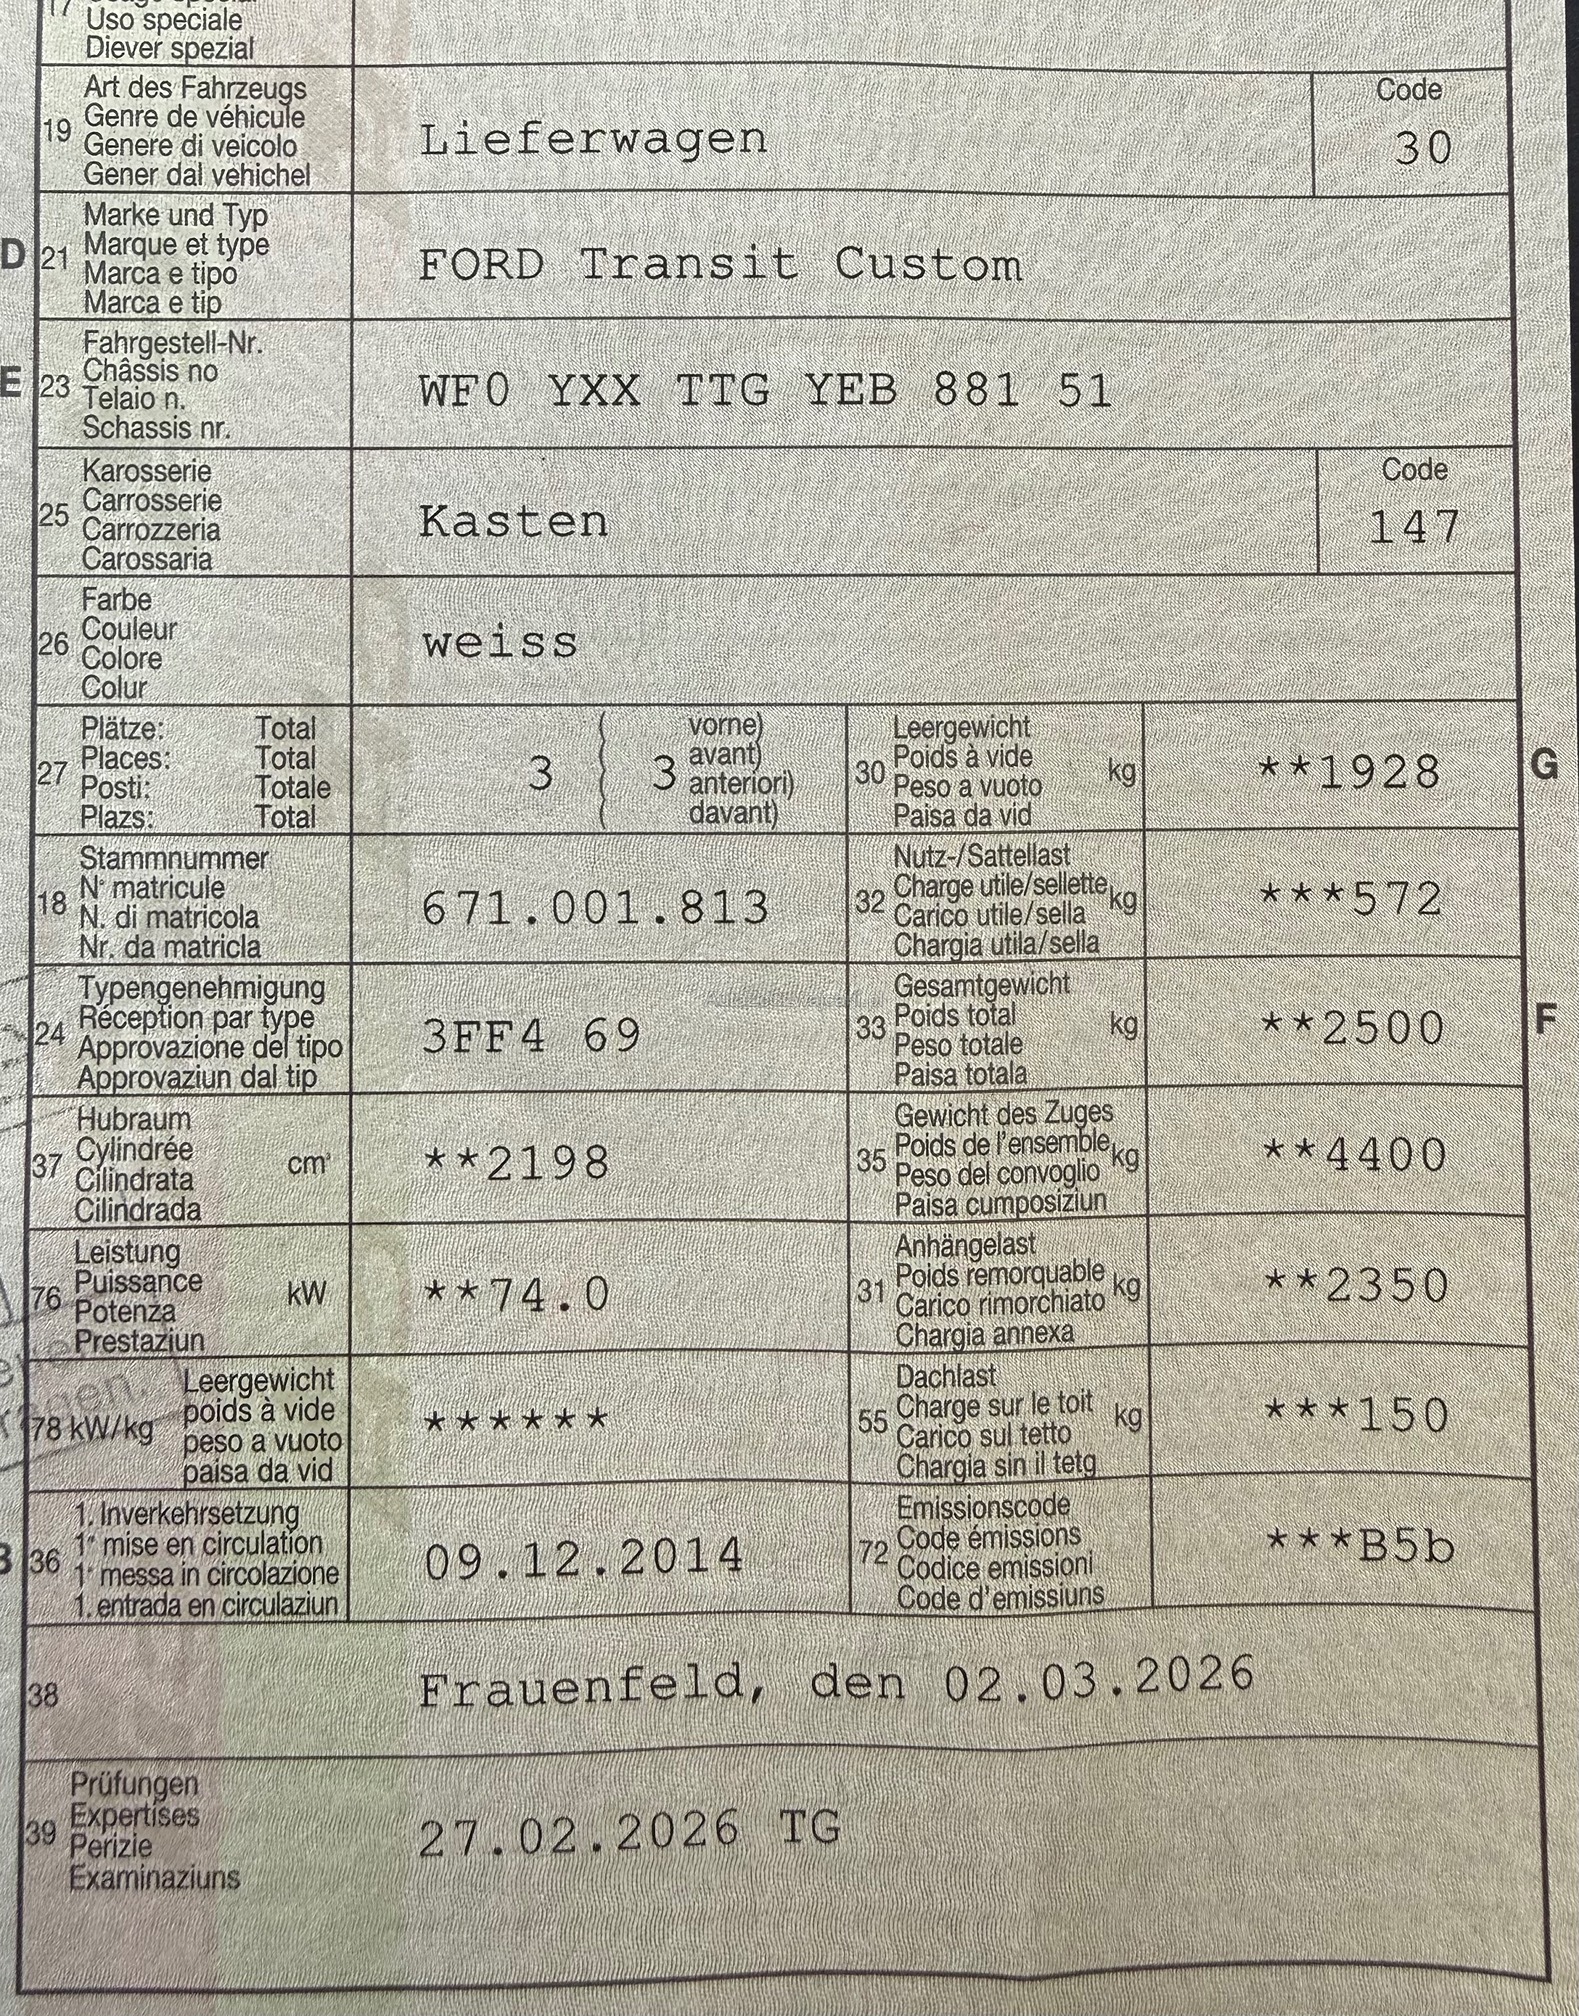 Uso speciale
Diever spezial
19 Art des Fahrzeugs
Genre de véhicule
Genere di veicolo
Gener dal vehichel
Lieferwagen
Code
30
D 21 Marke und Typ
Marque et type
Marca e tipo
Marca e tip
FORD Transit Custom
E 23 Fahrgestell-Nr.
Châssis no
Telaio n.
Schassis nr.
WF0 YXX TTG YEB 881 51
25 Karosserie
Carrosserie
Carrozzeria
Carossaria
Kasten
Code
147
26 Farbe
Couleur
Colore
Colur
weiss
27 Plätze: Total
Places: Total
Posti: Totale
Plazs: Total
3 { 3 vorne)
avant)
anteriori)
davant)
30 Leergewicht
Poids à vide kg
Peso a vuoto
Paisa da vid
**1928
G
18 Stammnummer
N° matricule
N. di matricola
Nr. da matricla
671.001.813
32 Nutz-/Sattellast
Charge utile/sellette kg
Carico utile/sella
Chargia utila/sella
***572
24 Typengenehmigung
Réception par type
Approvazione del tipo
Approvaziun dal tip
3FF4 69
33 Gesamtgewicht
Poids total kg
Peso totale
Paisa totala
**2500
F
37 Hubraum
Cylindrée cm³
Cilindrata
Cilindrada
**2198
35 Gewicht des Zuges
Poids de l'ensemble kg
Peso del convoglio
Paisa cumposiziun
**4400
76 Leistung
Puissance kW
Potenza
Prestaziun
**74.0
31 Anhängelast
Poids remorquable kg
Carico rimorchiato
Chargia annexa
**2350
78 kW/kg Leergewicht
poids à vide
peso a vuoto
paisa da vid
******
55 Dachlast
Charge sur le toit kg
Carico sul tetto
Chargia sin il tetg
***150
B 36 1. Inverkehrsetzung
1re mise en circulation
1a messa in circolazione
1. entrada en circulaziun
09.12.2014
72 Emissionscode
Code émissions
Codice emissioni
Code d'emissiuns
***B5b
38 Frauenfeld, den 02.03.2026
39 Prüfungen
Expertises
Perizie
Examinaziuns
27.02.2026 TG